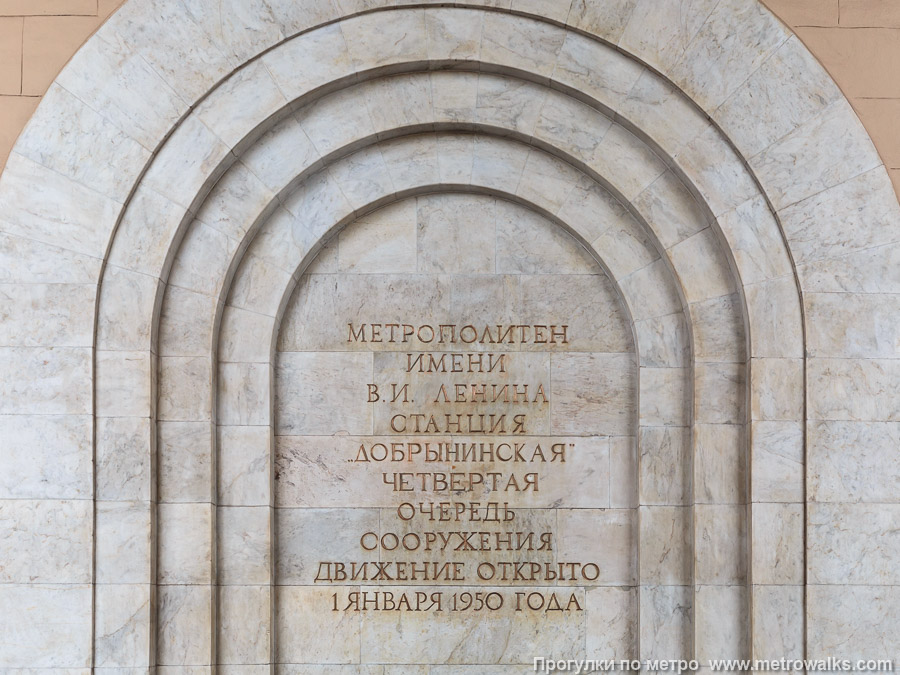 МЕТРОПОЛИТЕН
ИМЕНИ
В.И. ЛЕНИНА
СТАНЦИЯ
„ДОБРЫНИНСКАЯ"
ЧЕТВЕРТАЯ
ОЧЕРЕДЬ
СООРУЖЕНИЯ
ДВИЖЕНИЕ ОТКРЫТО
1 ЯНВАРЯ 1950 ГОДА
Прогулки по метро www.metrowalks.com